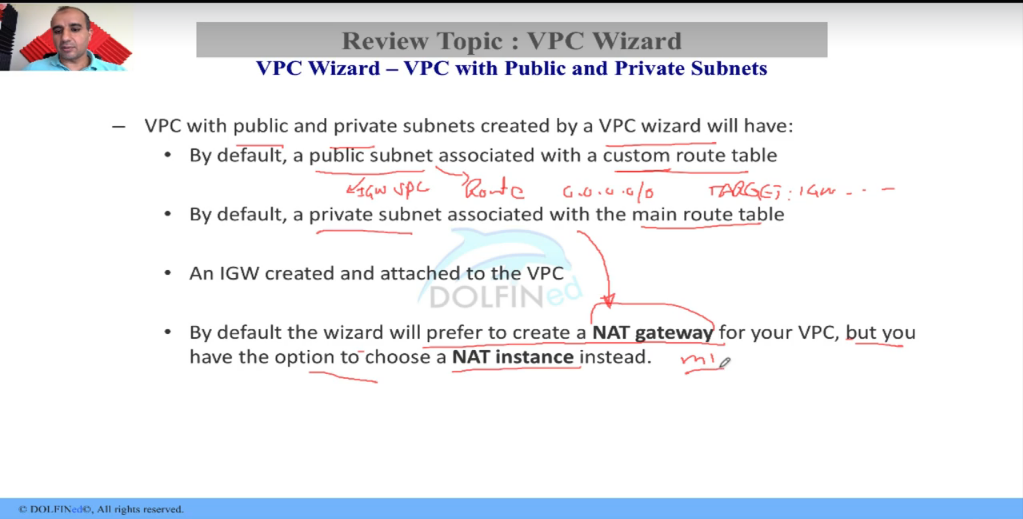 Review Topic : VPC Wizard
VPC Wizard – VPC with Public and Private Subnets
– VPC with public and private subnets created by a VPC wizard will have:
• By default, a public subnet associated with a custom route table
Route 0.0.0.0/0 TARGET: IGW - - -
• By default, a private subnet associated with the main route table
• An IGW created and attached to the VPC
DOLFINed
• By default the wizard will prefer to create a NAT gateway for your VPC, but you
have the option to choose a NAT instance instead.
© DOLFINed©, All rights reserved.